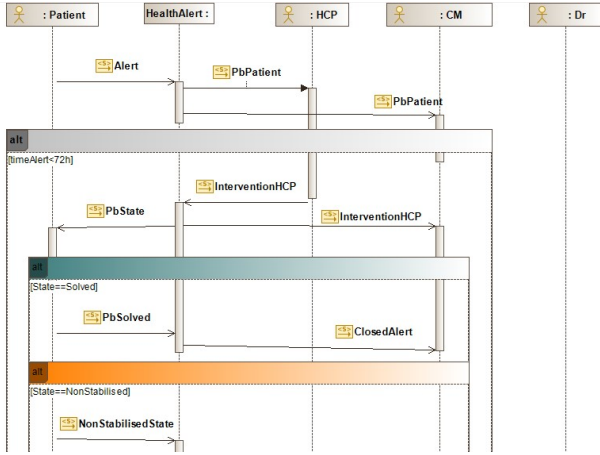 : Patient
HealthAlert :
: HCP
: CM
: Dr
<S> Alert
<S> PbPatient
<S> PbPatient
alt
[timeAlert<72h]
<S> InterventionHCP
<S> PbState
<S> InterventionHCP
alt
[State==Solved]
<S> PbSolved
<S> ClosedAlert
alt
[State==NonStabilised]
<S> NonStabilisedState